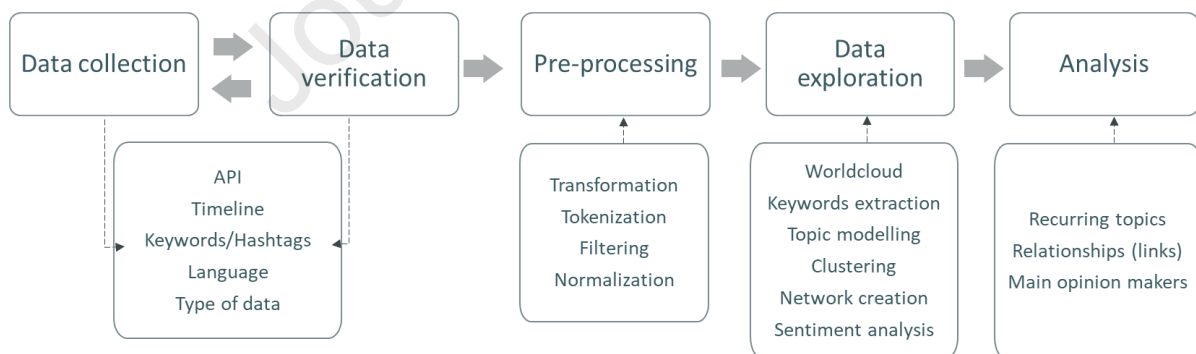 Data collection
Data
verification
Pre-processing
Data
exploration
Analysis
API
Timeline
Keywords/Hashtags
Language
Type of data
Transformation
Tokenization
Filtering
Normalization
Worldcloud
Keywords extraction
Topic modelling
Clustering
Network creation
Sentiment analysis
Recurring topics
Relationships (links)
Main opinion makers